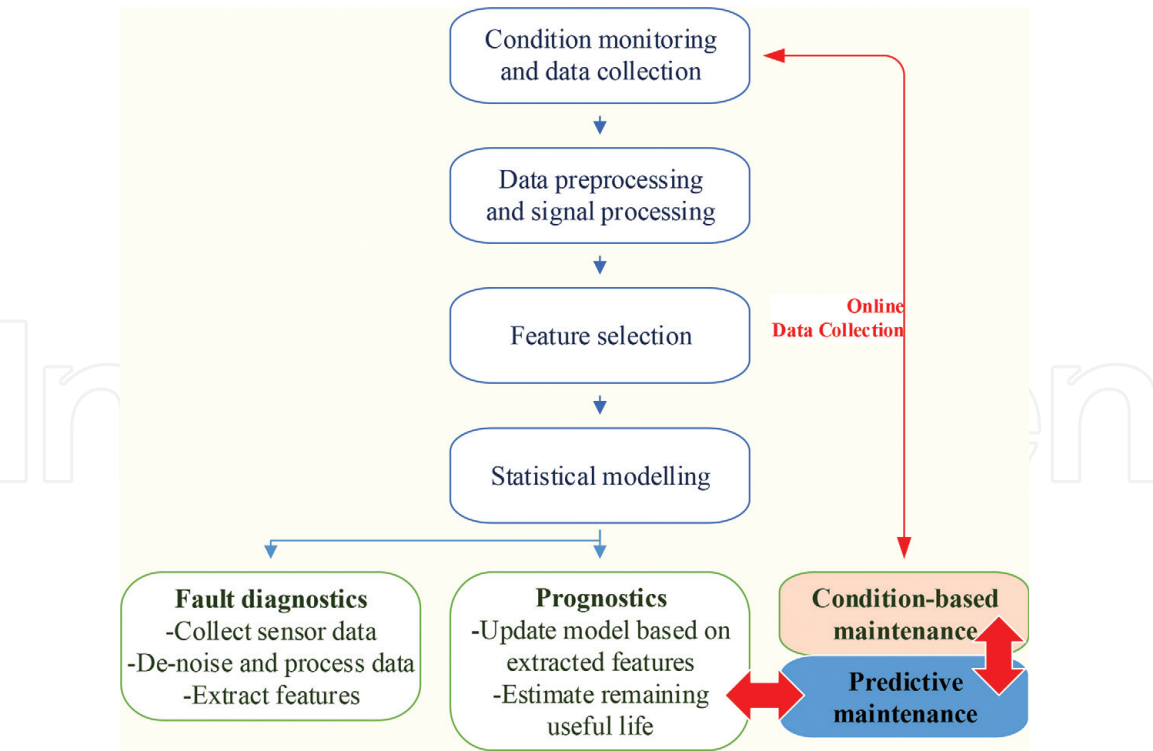 Condition monitoring
and data collection
Data preprocessing
and signal processing
Feature selection
Online
Data Collection
Statistical modelling
Fault diagnostics
-Collect sensor data
-De-noise and process data
-Extract features
Prognostics
-Update model based on
extracted features
-Estimate remaining
useful life
Condition-based
maintenance
Predictive
maintenance